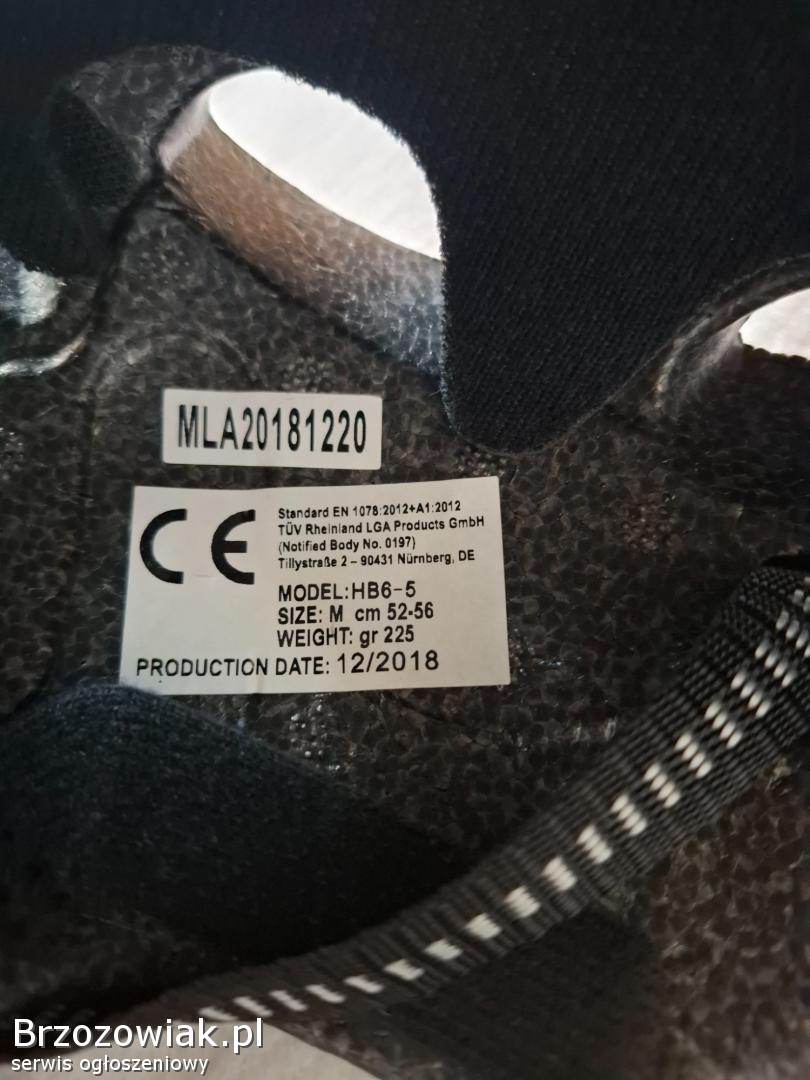 MLA20181220
CE
Standard EN 1078:2012+A1:2012
TÜV Rheinland LGA Products GmbH
(Notified Body No. 0197)
Tillystraße 2 – 90431 Nürnberg, DE
MODEL:HB6-5
SIZE: M cm 52-56
WEIGHT: gr 225
PRODUCTION DATE: 12/2018
Brzozowiak.pl
serwis ogłoszeniowy